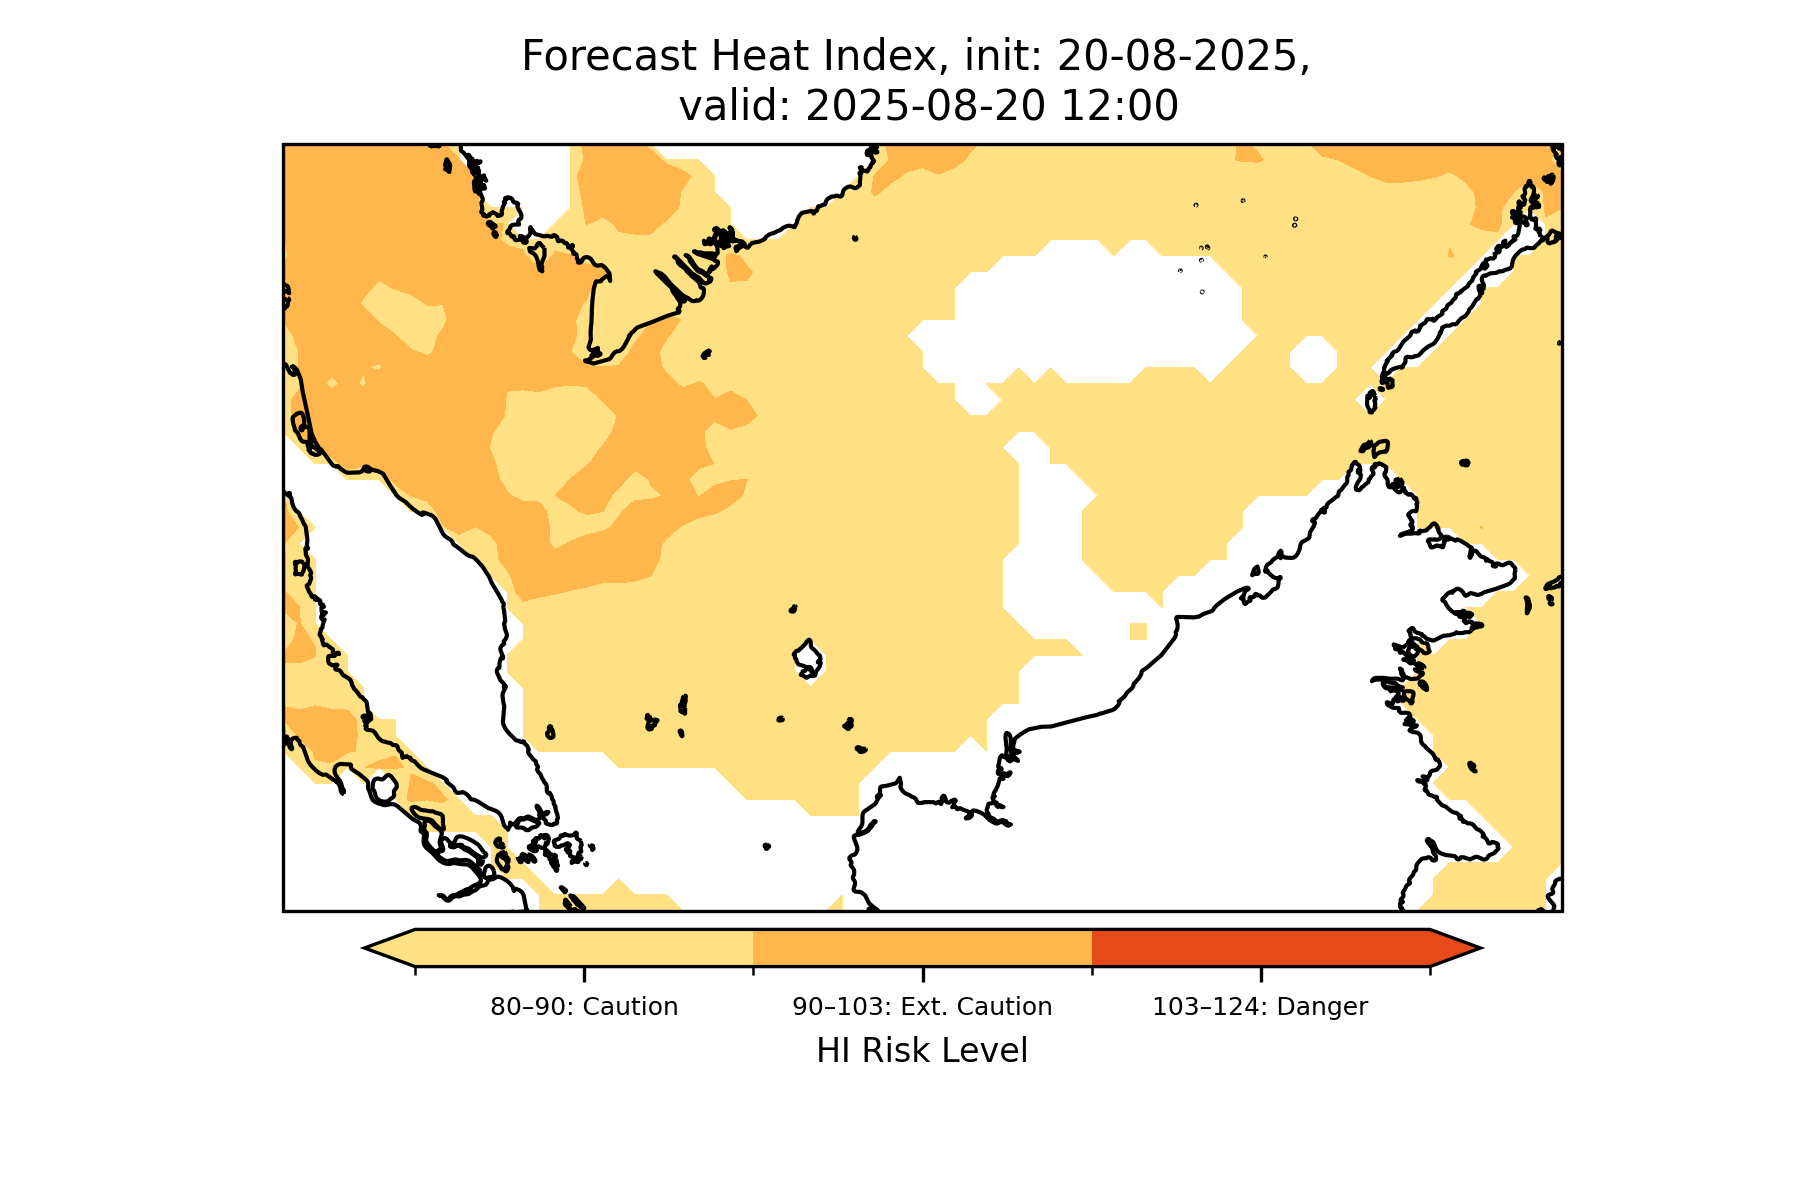 Forecast Heat Index, init: 20-08-2025,
valid: 2025-08-20 12:00
80–90: Caution
90–103: Ext. Caution
103–124: Danger
HI Risk Level